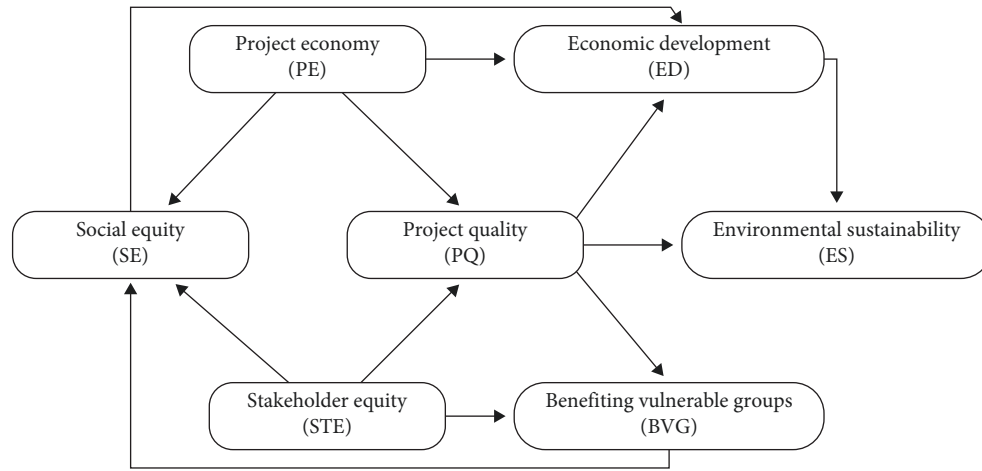 Project economy
(PE)
Economic development
(ED)
Social equity
(SE)
Project quality
(PQ)
Environmental sustainability
(ES)
Stakeholder equity
(STE)
Benefiting vulnerable groups
(BVG)